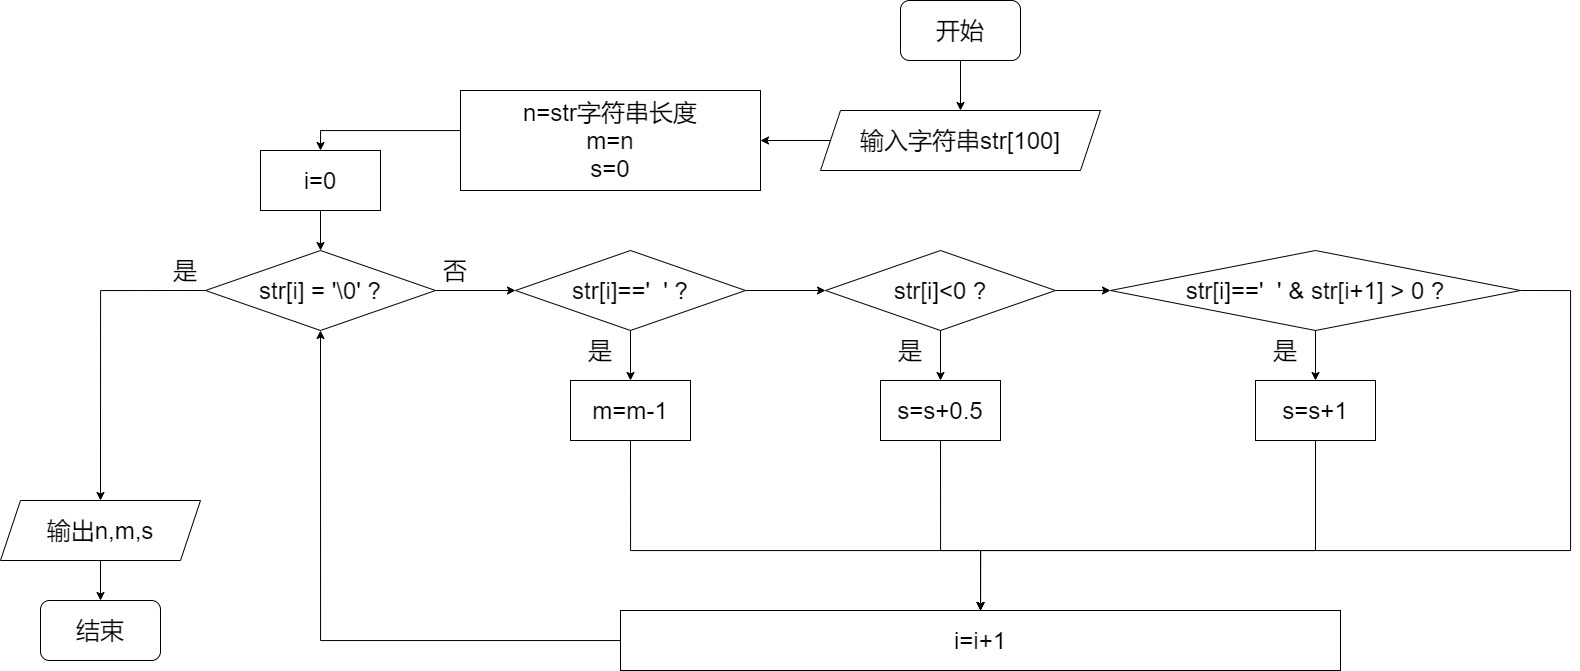 开始
输入字符串str[100]
n=str字符串长度
m=n
s=0
i=0
str[i] = '\0' ?
是
否
str[i]=='  ' ?
是
m=m-1
str[i]<0 ?
是
s=s+0.5
str[i]=='  ' & str[i+1] > 0 ?
是
s=s+1
i=i+1
输出n,m,s
结束